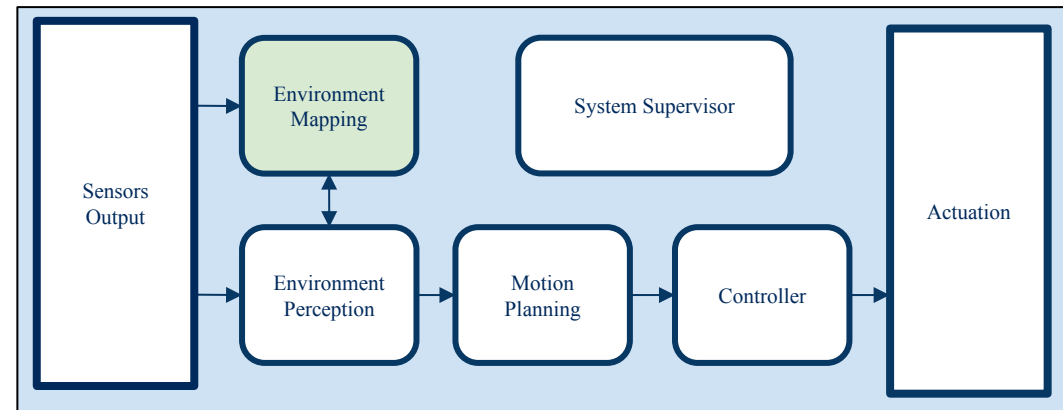 Sensors
Output
Environment
Mapping
System Supervisor
Environment
Perception
Motion
Planning
Controller
Actuation